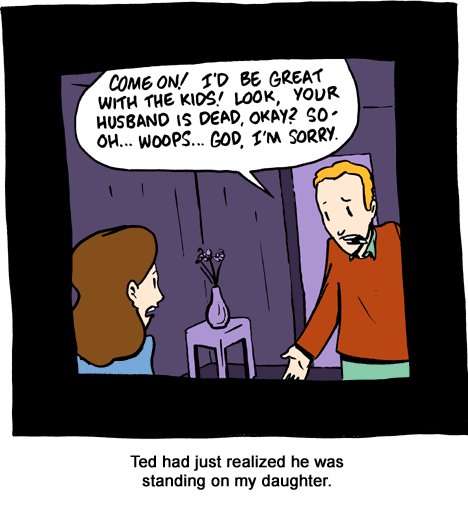 COME ON! I'D BE GREAT
WITH THE KIDS! LOOK, YOUR
HUSBAND IS DEAD, OKAY? SO-
OH... WOOPS... GOD, I'M SORRY.
Ted had just realized he was
standing on my daughter.